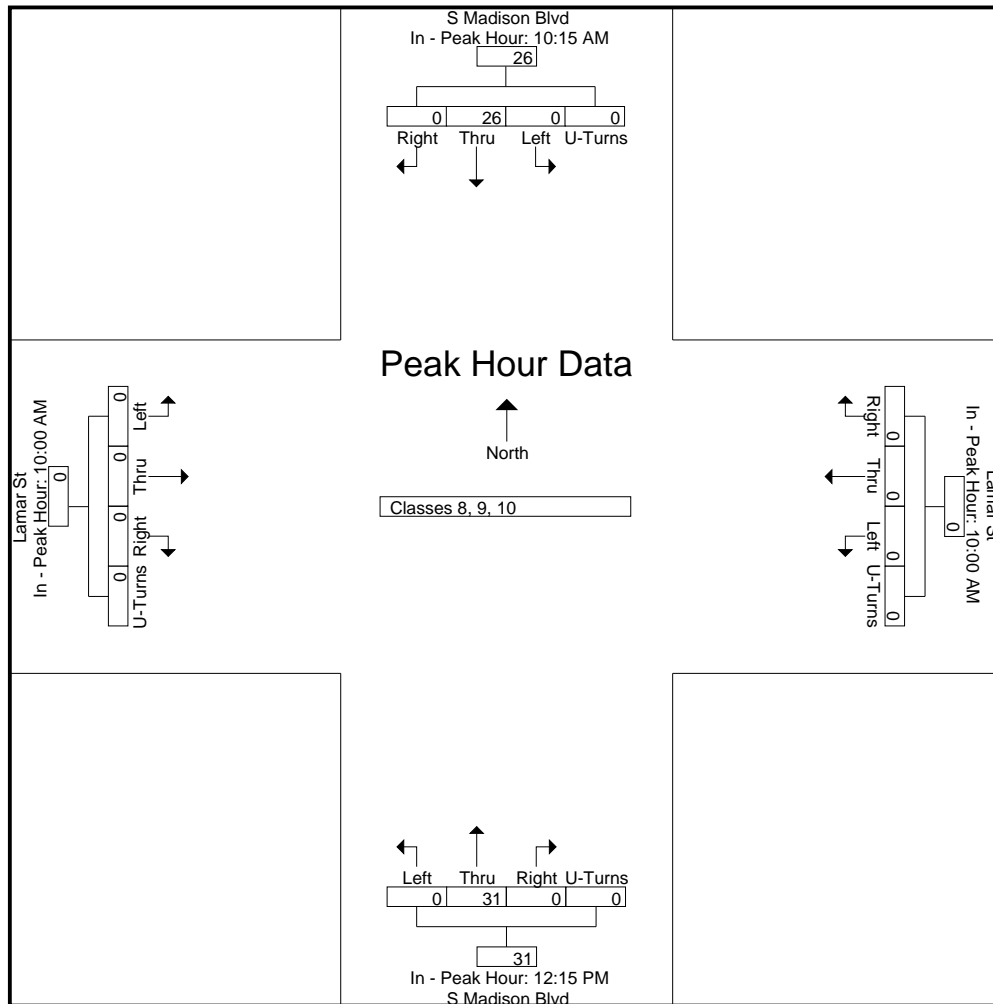 S Madison Blvd
In - Peak Hour: 10:15 AM
26
0 26 0 0
Right Thru Left U-Turns
Peak Hour Data
North
Classes 8, 9, 10
Lamar St
In - Peak Hour: 10:00 AM
0
0 0 0 0
Left Thru Right U-Turns
Lamar St
In - Peak Hour: 10:00 AM
0
0 0 0 0
Right Thru Left U-Turns
Left Thru Right U-Turns
0 31 0 0
31
In - Peak Hour: 12:15 PM
S Madison Blvd